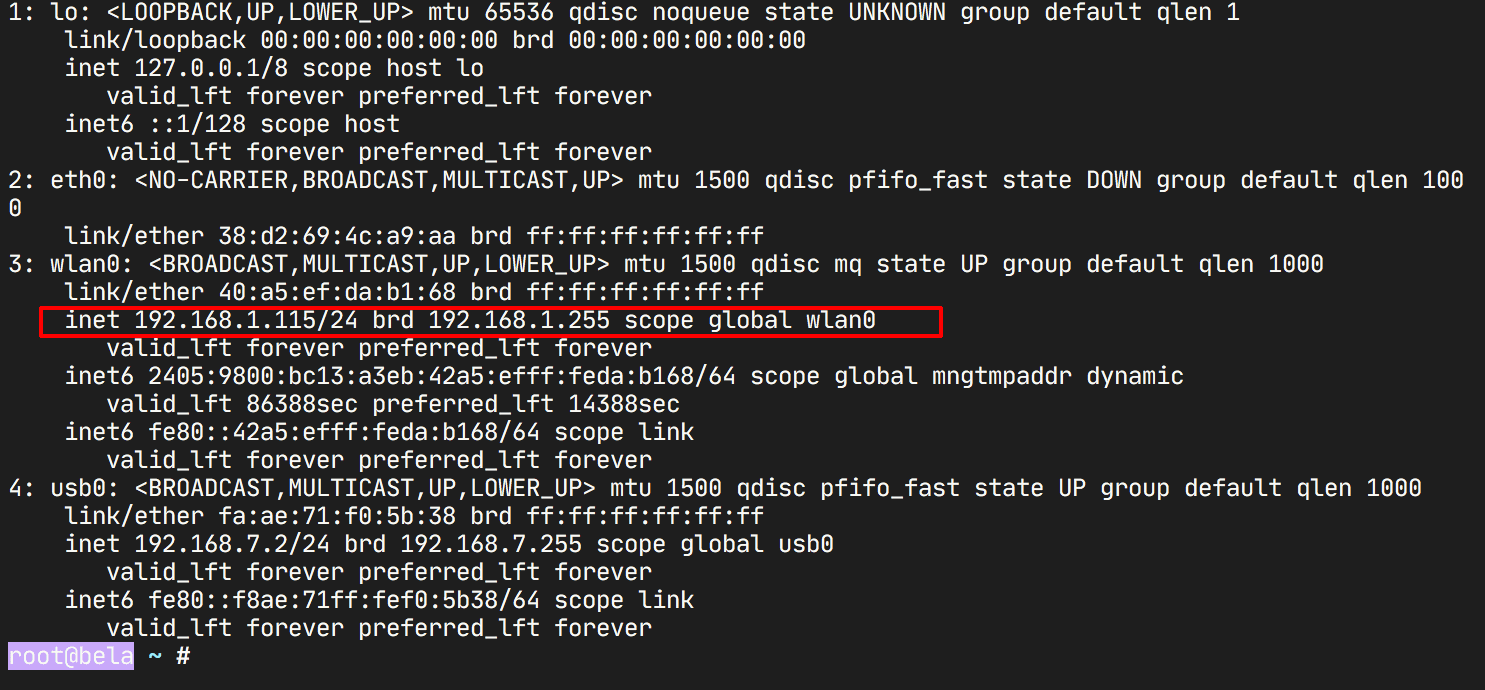 1: lo: <LOOPBACK,UP,LOWER_UP> mtu 65536 qdisc noqueue state UNKNOWN group default qlen 1
link/loopback 00:00:00:00:00:00 brd 00:00:00:00:00:00
inet 127.0.0.1/8 scope host lo
valid_lft forever preferred_lft forever
inet6 ::1/128 scope host
valid_lft forever preferred_lft forever
2: eth0: <NO-CARRIER,BROADCAST,MULTICAST,UP> mtu 1500 qdisc pfifo_fast state DOWN group default qlen 100
0
link/ether 38:d2:69:4c:a9:aa brd ff:ff:ff:ff:ff:ff
3: wlan0: <BROADCAST,MULTICAST,UP,LOWER_UP> mtu 1500 qdisc mq state UP group default qlen 1000
link/ether 40:a5:ef:da:b1:68 brd ff:ff:ff:ff:ff:ff
inet 192.168.1.115/24 brd 192.168.1.255 scope global wlan0
valid_lft forever preferred_lft forever
inet6 2405:9800:bc13:a3eb:42a5:efff:feda:b168/64 scope global mngtmpaddr dynamic
valid_lft 86388sec preferred_lft 14388sec
inet6 fe80::42a5:efff:feda:b168/64 scope link
valid_lft forever preferred_lft forever
4: usb0: <BROADCAST,MULTICAST,UP,LOWER_UP> mtu 1500 qdisc pfifo_fast state UP group default qlen 1000
link/ether fa:ae:71:f0:5b:38 brd ff:ff:ff:ff:ff:ff
inet 192.168.7.2/24 brd 192.168.7.255 scope global usb0
valid_lft forever preferred_lft forever
inet6 fe80::f8ae:71ff:fef0:5b38/64 scope link
valid_lft forever preferred_lft forever
root@bela ~ #